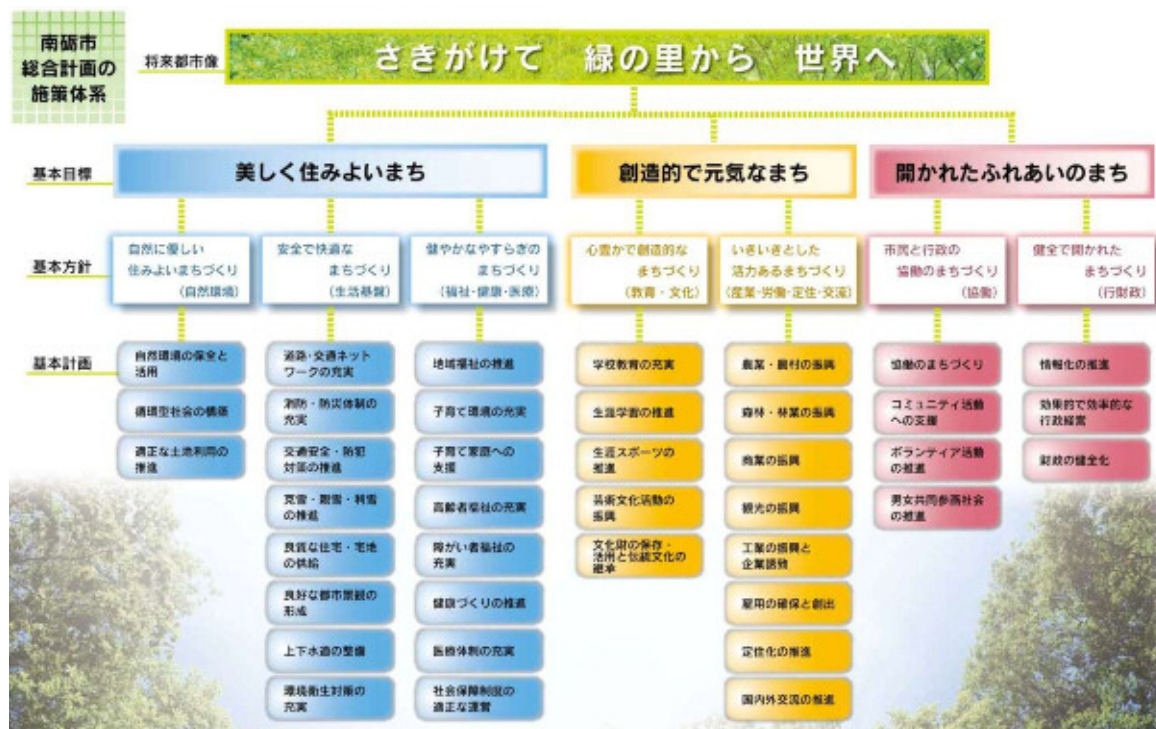 南砺市
総合計画の
施策体系
将来都市像
さきがけて　緑の里から　世界へ
基本目標
美しく住みよいまち
創造的で元気なまち
開かれたふれあいのまち
基本方針
自然に優しい
住みよいまちづくり
(自然環境)
安全で快適な
まちづくり
(生活基盤)
健やかなやすらぎの
まちづくり
(福祉・健康・医療)
心豊かで創造的な
まちづくり
(教育・文化)
いきいきとした
活力あるまちづくり
(産業・労働・定住・交流)
市民と行政の
協働のまちづくり
(協働)
健全で開かれた
まちづくり
(行財政)
基本計画
自然環境の保全と
活用
循環型社会の構築
適正な土地利用の
推進
道路・交通ネット
ワークの充実
消防・防災体制の
充実
交通安全・防犯
対策の推進
克雪・親雪・利雪
の推進
良質な住宅・宅地
の供給
良好な都市景観の
形成
上下水道の整備
環境衛生対策の
充実
地域福祉の推進
子育て環境の充実
子育て家庭への
支援
高齢者福祉の充実
障がい者福祉の
充実
健康づくりの推進
医療体制の充実
社会保障制度の
適正な運営
学校教育の充実
生涯学習の推進
生涯スポーツの
推進
芸術文化活動の
振興
文化財の保存・
活用と伝統文化の
継承
農業・農村の振興
森林・林業の振興
商業の振興
観光の振興
工業の振興と
企業誘致
雇用の確保と創出
定住化の推進
国内外交流の推進
協働のまちづくり
コミュニティ活動
への支援
ボランティア活動
の推進
男女共同参画社会
の推進
情報化の推進
効果的で効率的な
行政経営
財政の健全化